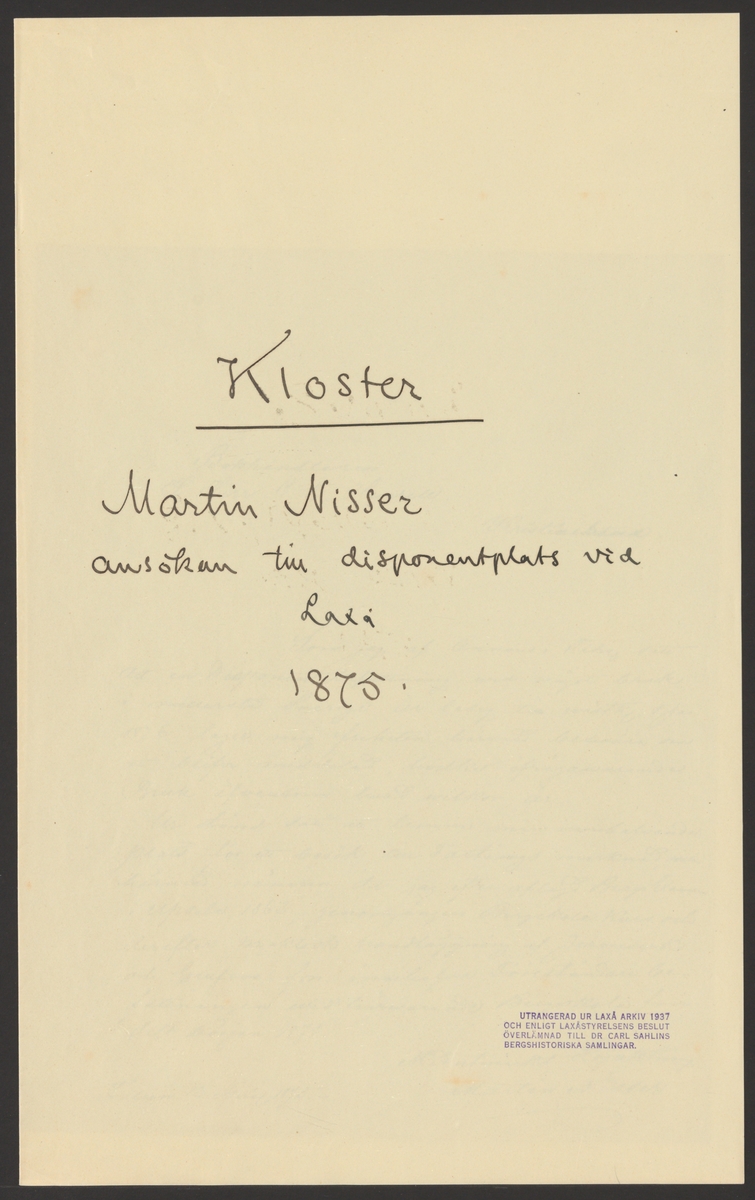 Kloster
Martin Nisser
ansökan till disponentplats vid
Laxå
1875.
UTRANGERAD UR LAXÅ ARKIV 1937
OCH ENLIGT LAXÅSTYRELSENS BESLUT
ÖVERLÄMNAD TILL DR CARL SAHLINS
BERGSHISTORISKA SAMLINGAR.